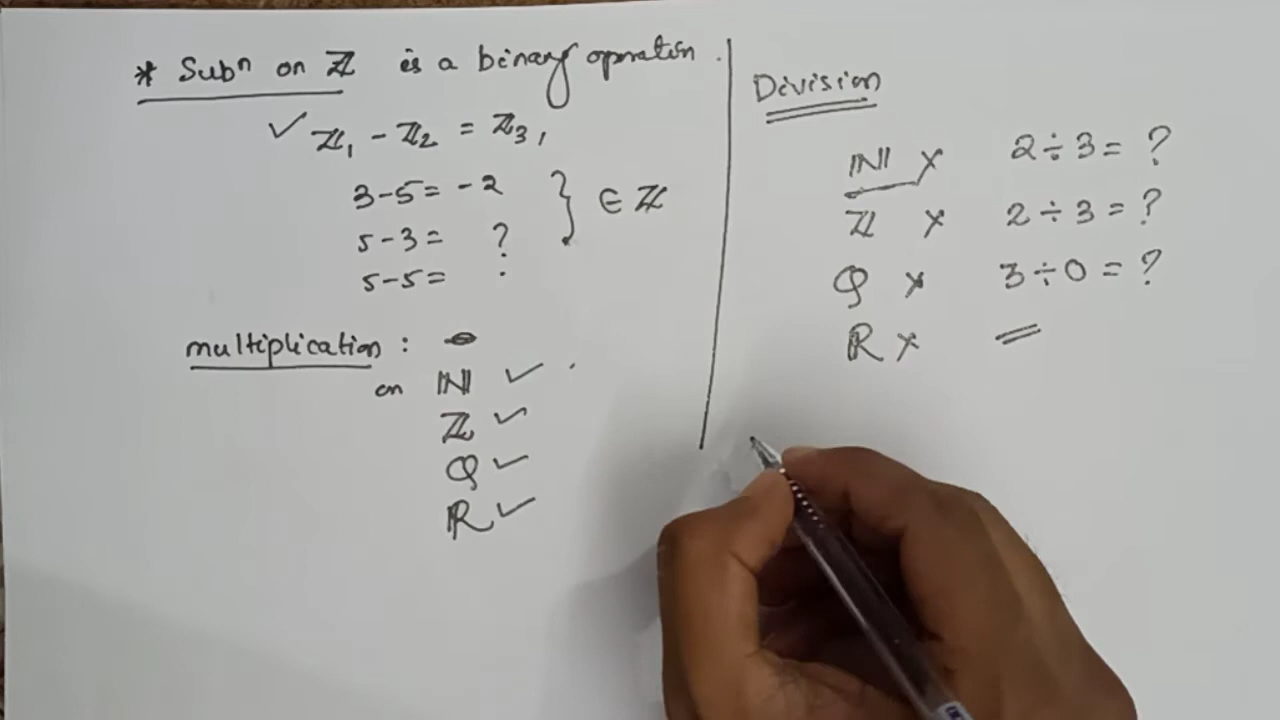 * Subⁿ on ℤ is a binary operation.
✓ ℤ₁ - ℤ₂ = ℤ₃,
3-5= -2 } ∈ ℤ
5-3= ?
5-5= :
multiplication :
on ℕ ✓ .
ℤ ✓
Q ✓
ℝ ✓
Division
ℕ × 2÷3= ?
ℤ × 2÷3=?
Q × 3÷0=?
ℝ ×